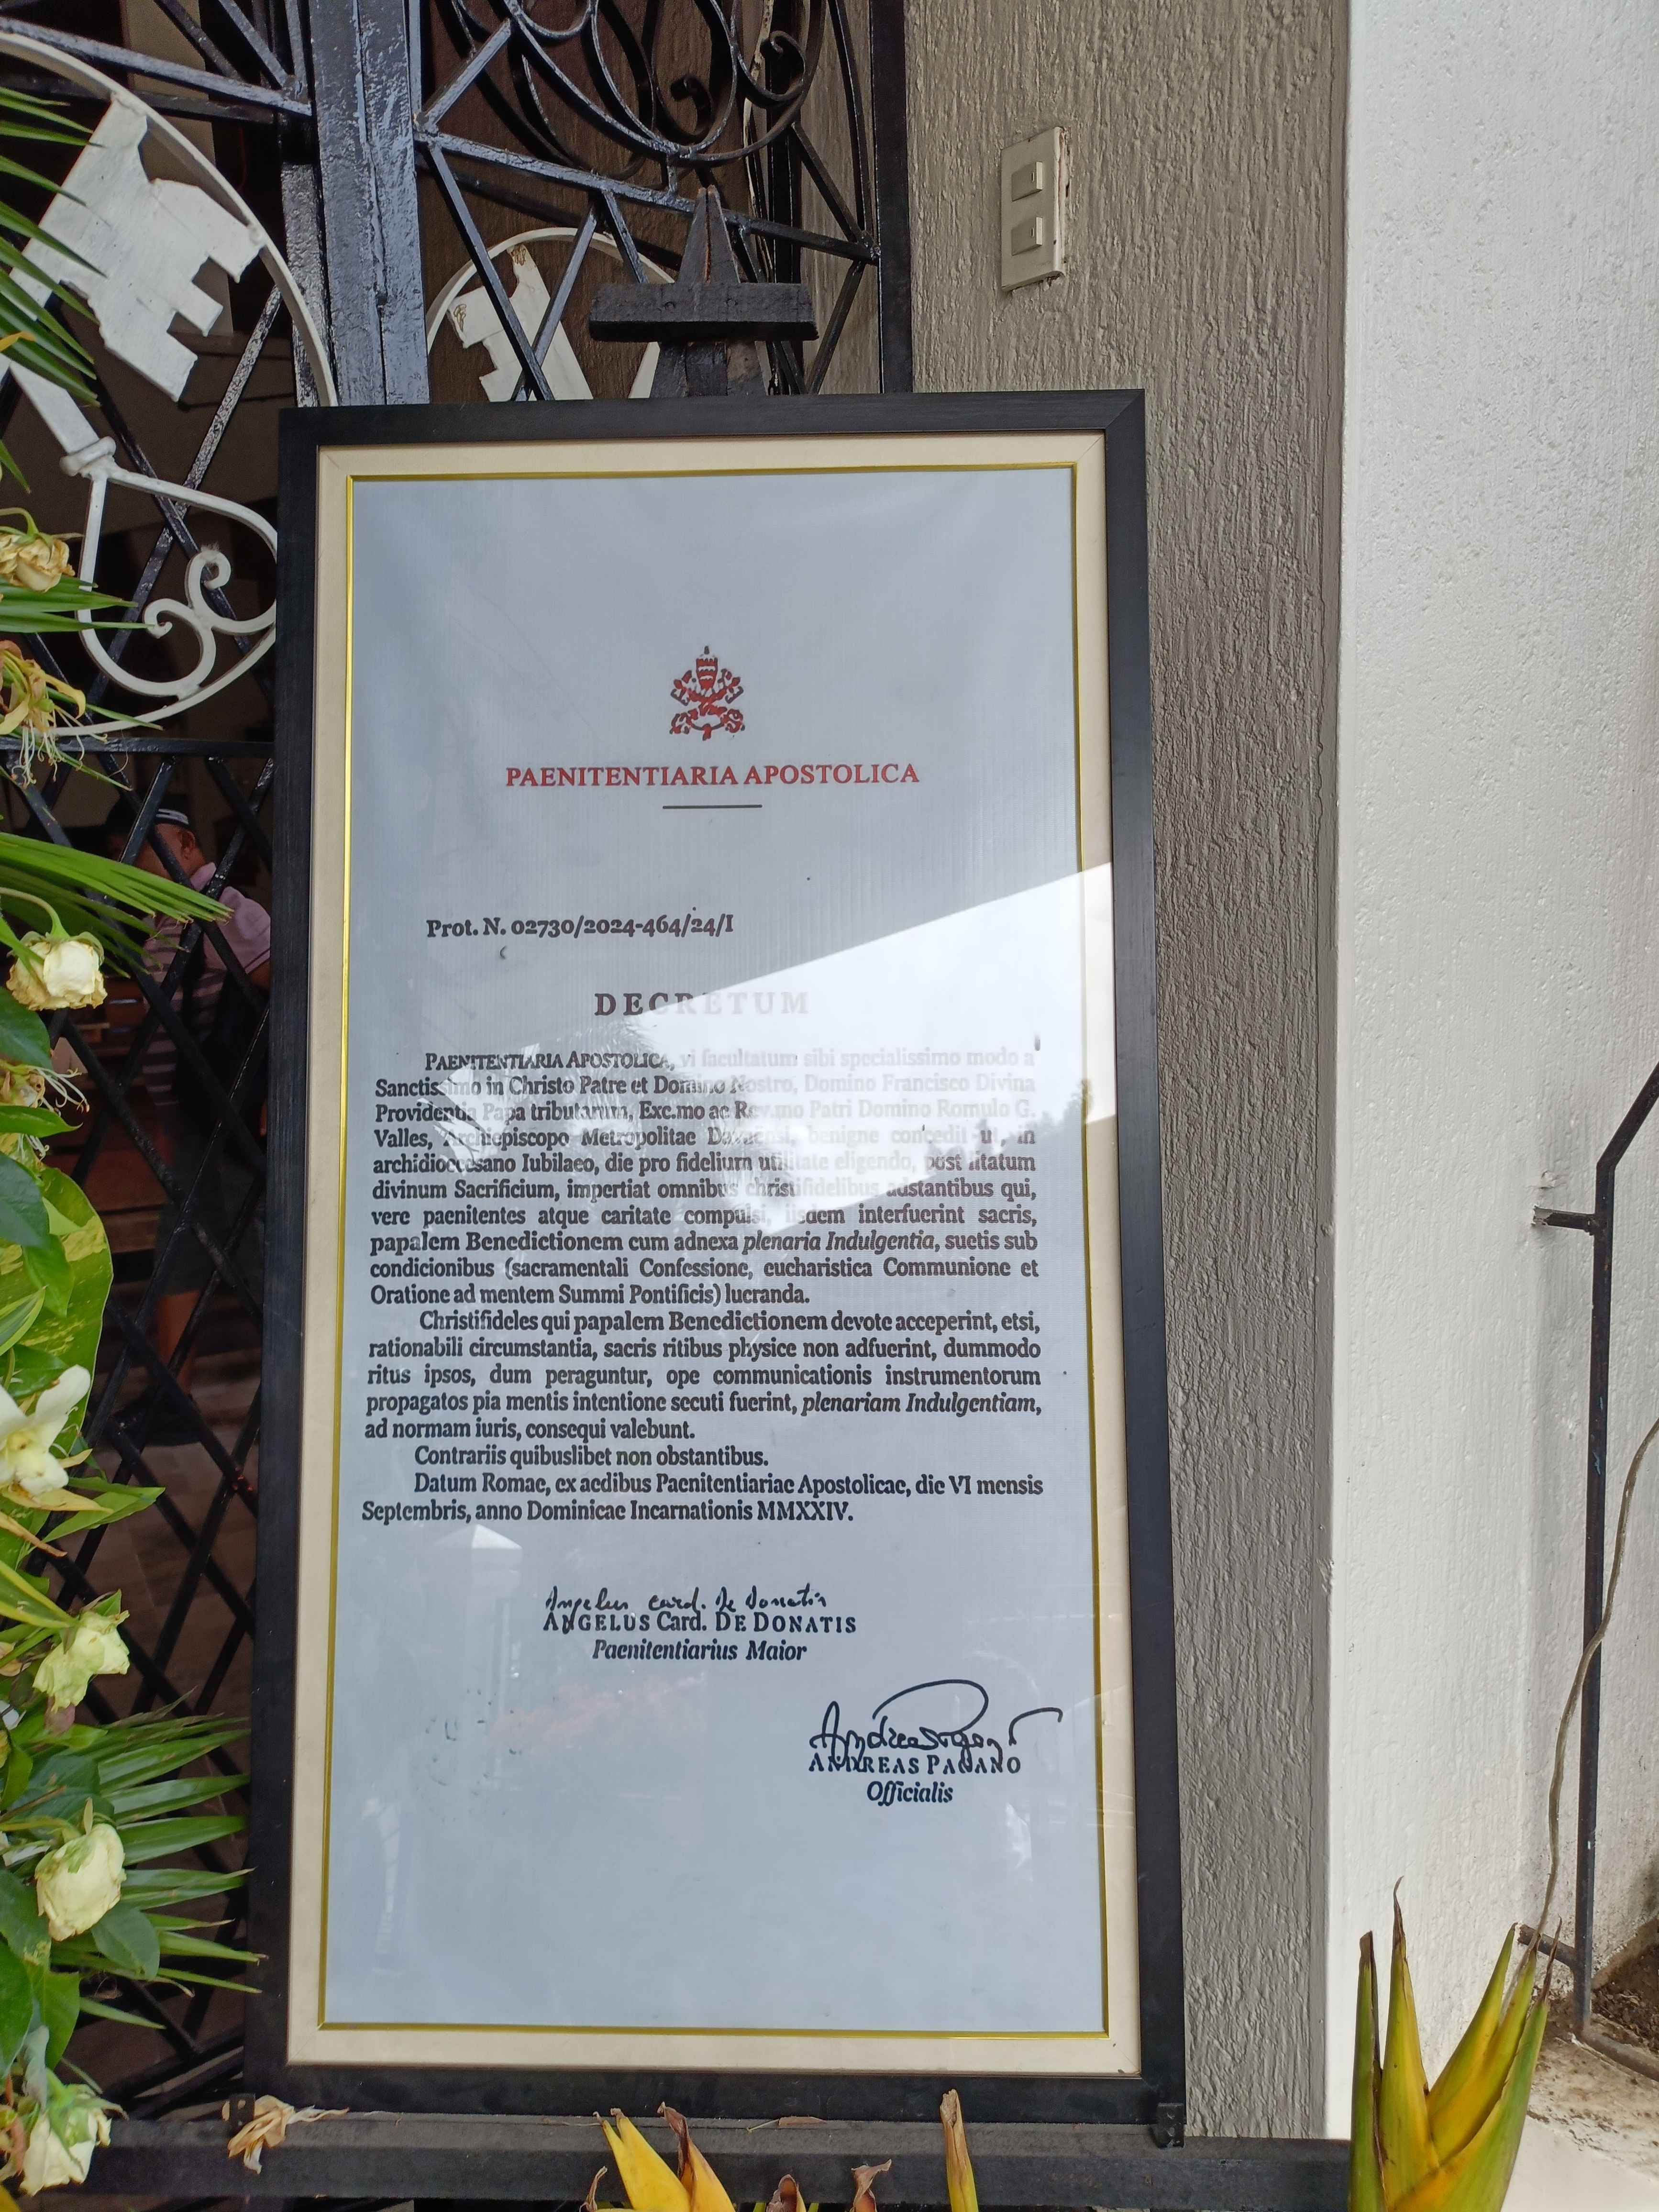 PAENITENTIARIA APOSTOLICA
Prot. N. 02730/2024-464/24/I
DECRETUM
PAENITENTIARIA APOSTOLICA, vi facultatum sibi specialissimo modo a
Sanctissimo in Christo Patre et Domino Nostro, Domino Francisco Divina
Providentia Papa tributarum, Exc.mo ac Rev.mo Patri Domino Romulo G.
Valles, Archiepiscopo Metropolitae Davaensi, benigne concedit ut, in
archidioecesano Iubilaeo, die pro fidelium utilitate eligendo, post litatum
divinum Sacrificium, impertiat omnibus christifidelibus adstantibus qui,
vere paenitentes atque caritate compulsi, iisdem interfuerint sacris,
papalem Benedictionem cum adnexa plenaria Indulgentia, suetis sub
condicionibus (sacramentali Confessione, eucharistica Communione et
Oratione ad mentem Summi Pontificis) lucranda.
Christifideles qui papalem Benedictionem devote acceperint, etsi,
rationabili circumstantia, sacris ritibus physice non adfuerint, dummodo
ritus ipsos, dum peraguntur, ope communicationis instrumentorum
propagatos pia mentis intentione secuti fuerint, plenariam Indulgentiam,
ad normam iuris, consequi valebunt.
Contrariis quibuslibet non obstantibus.
Datum Romae, ex aedibus Paenitentiariae Apostolicae, die VI mensis
Septembris, anno Dominicae Incarnationis MMXXIV.
Angelus card. De Donatis
ANGELUS Card. DE DONATIS
Paenitentiarius Maior
ANDREAS PAGANO
Officialis